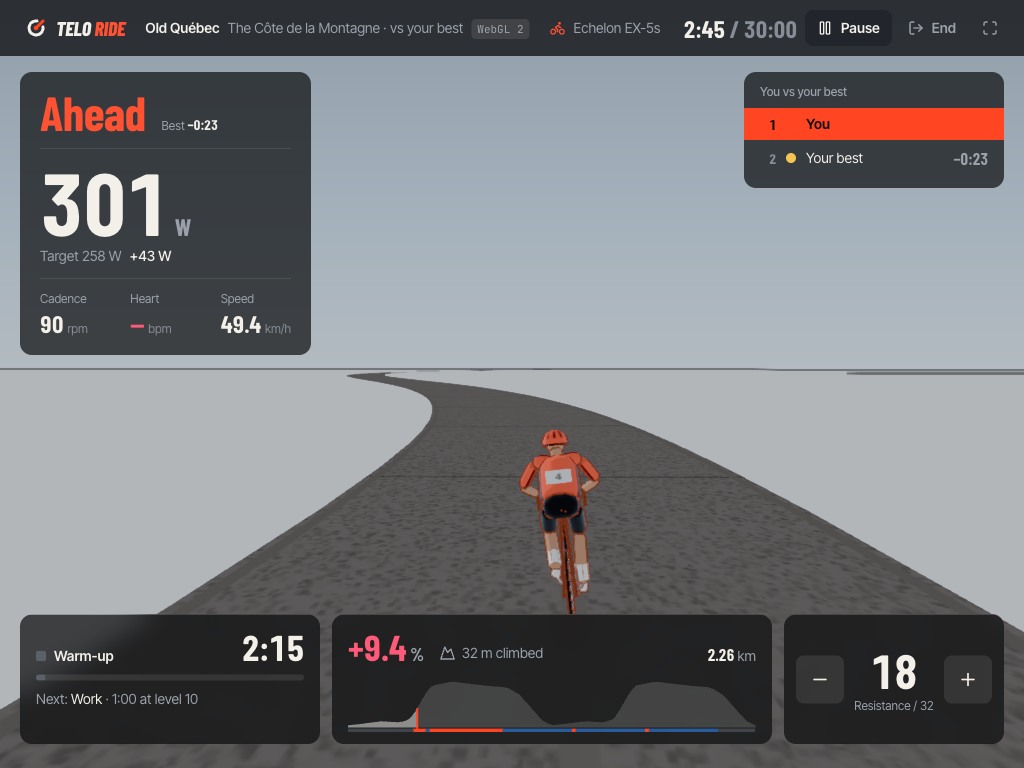 TELO RIDE
Old Québec The Côte de la Montagne · vs your best WebGL 2
Echelon EX-5s
2:45 / 30:00
Pause
End
Ahead Best −0:23
301 W
Target 258 W +43 W
Cadence Heart Speed
90 rpm – bpm 49.4 km/h
You vs your best
1 You
2 Your best −0:23
4
Warm-up 2:15
Next: Work · 1:00 at level 10
+9.4 % 32 m climbed 2.26 km
− 18 +
Resistance / 32